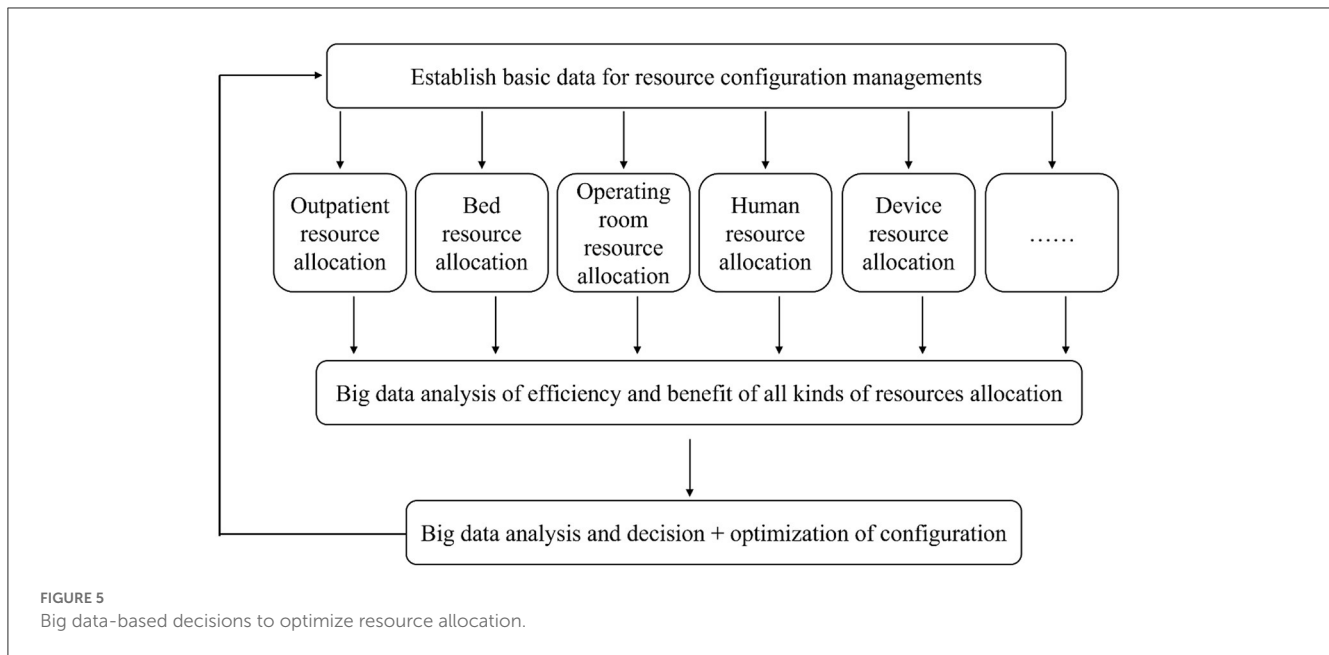 Establish basic data for resource configuration managements
Outpatient
resource
allocation
Bed
resource
allocation
Operating
room
resource
allocation
Human
resource
allocation
Device
resource
allocation
……
Big data analysis of efficiency and benefit of all kinds of resources allocation
Big data analysis and decision + optimization of configuration
FIGURE 5
Big data-based decisions to optimize resource allocation.